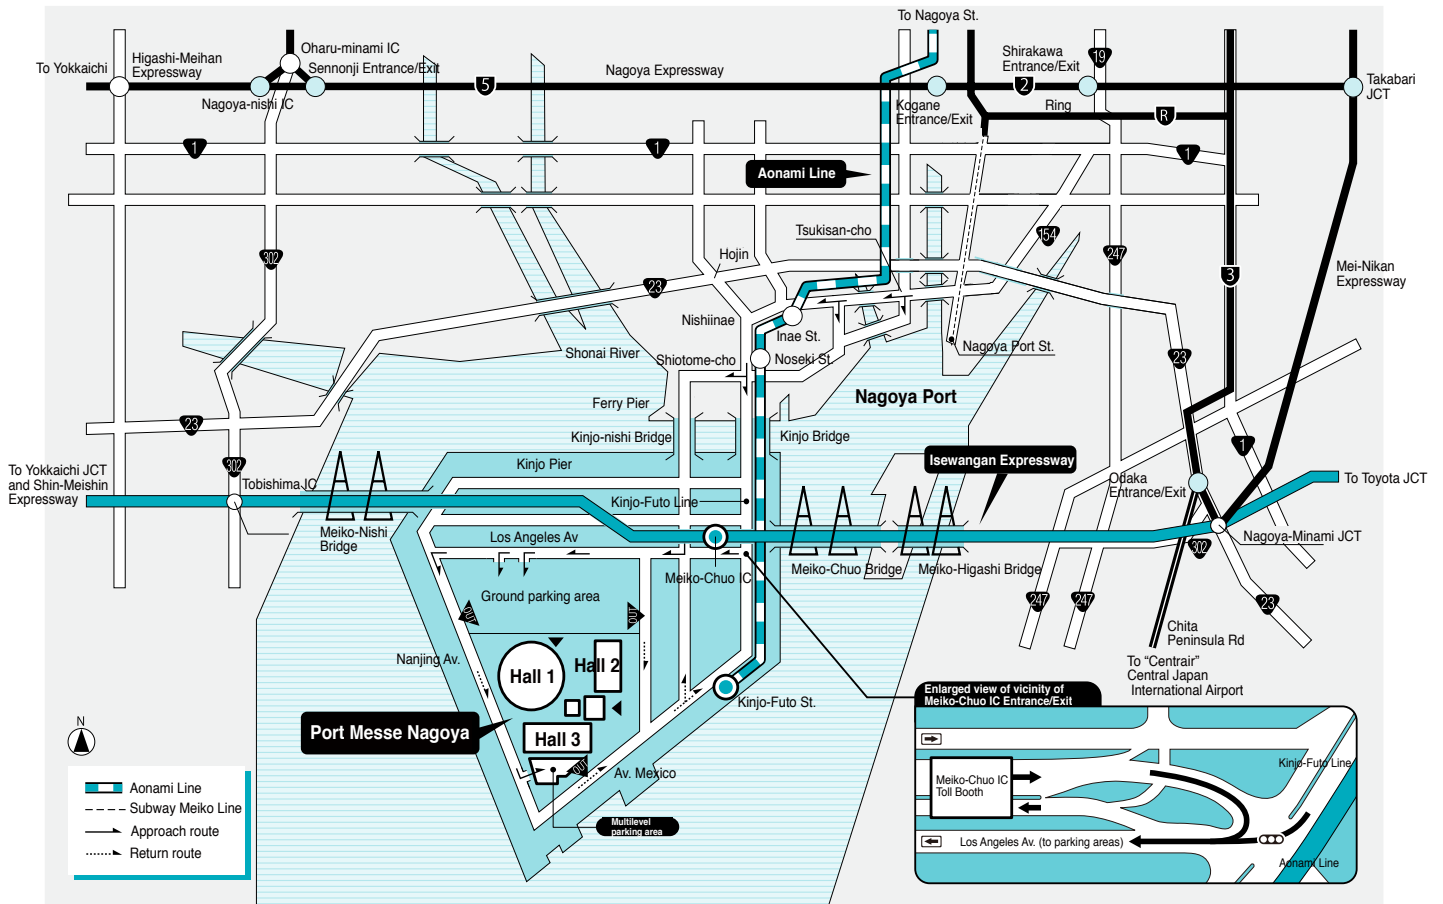 To Nagoya St.
Oharu-minami IC
Higashi-Meihan
Expressway
To Yokkaichi
Sennonji Entrance/Exit
Nagoya-nishi IC
5
Nagoya Expressway
Kogane
Entrance/Exit
Shirakawa
Entrance/Exit
19
2
Ring
R
Takabari
JCT
1
1
1
Aonami Line
Tsukisan-cho
154
247
302
Hojin
23
3
Mei-Nikan
Expressway
Nishiinae
Inae St.
Shonai River
Shiotome-cho
Noseki St.
Nagoya Port St.
23
Nagoya Port
Ferry Pier
23
Kinjo-nishi Bridge
Kinjo Bridge
1
302
Kinjo Pier
Isewangan Expressway
To Yokkaichi JCT
and Shin-Meishin
Expressway
Tobishima IC
Odaka
Entrance/Exit
To Toyota JCT
Kinjo-Futo Line
Meiko-Nishi
Bridge
Los Angeles Av
Nagoya-Minami JCT
302
Meiko-Chuo IC
Meiko-Chuo Bridge
Meiko-Higashi Bridge
Ground parking area
OUT
OUT
247
247
23
Chita
Peninsula Rd
Nanjing Av.
Hall 1
Hall 2
To “Centrair”
Central Japan
International Airport
Kinjo-Futo St.
Port Messe Nagoya
Hall 3
OUT
Av. Mexico
Multilevel
parking area
N
Aonami Line
Subway Meiko Line
Approach route
Return route
Enlarged view of vicinity of
Meiko-Chuo IC Entrance/Exit
Kinjo-Futo Line
Meiko-Chuo IC
Toll Booth
Los Angeles Av. (to parking areas)
Aonami Line